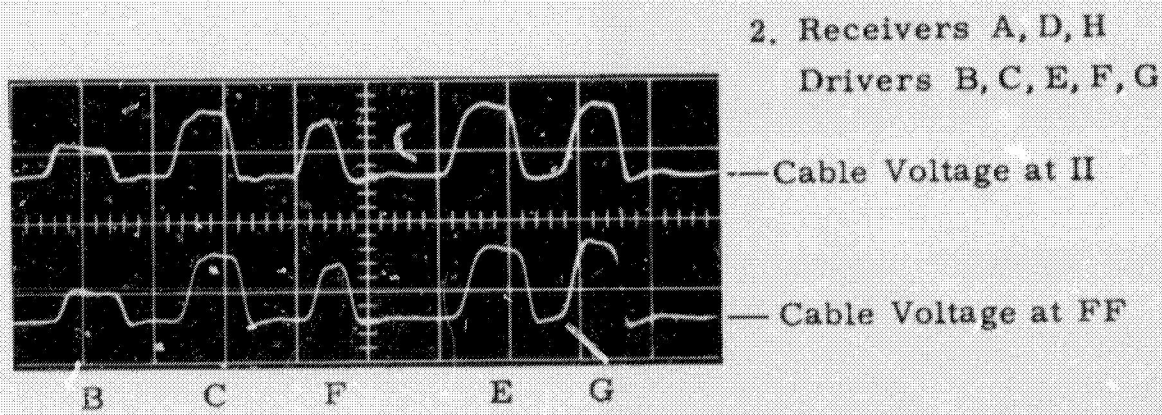 2. Receivers A, D, H
Drivers B, C, E, F, G
Cable Voltage at II
Cable Voltage at FF
B C F E G